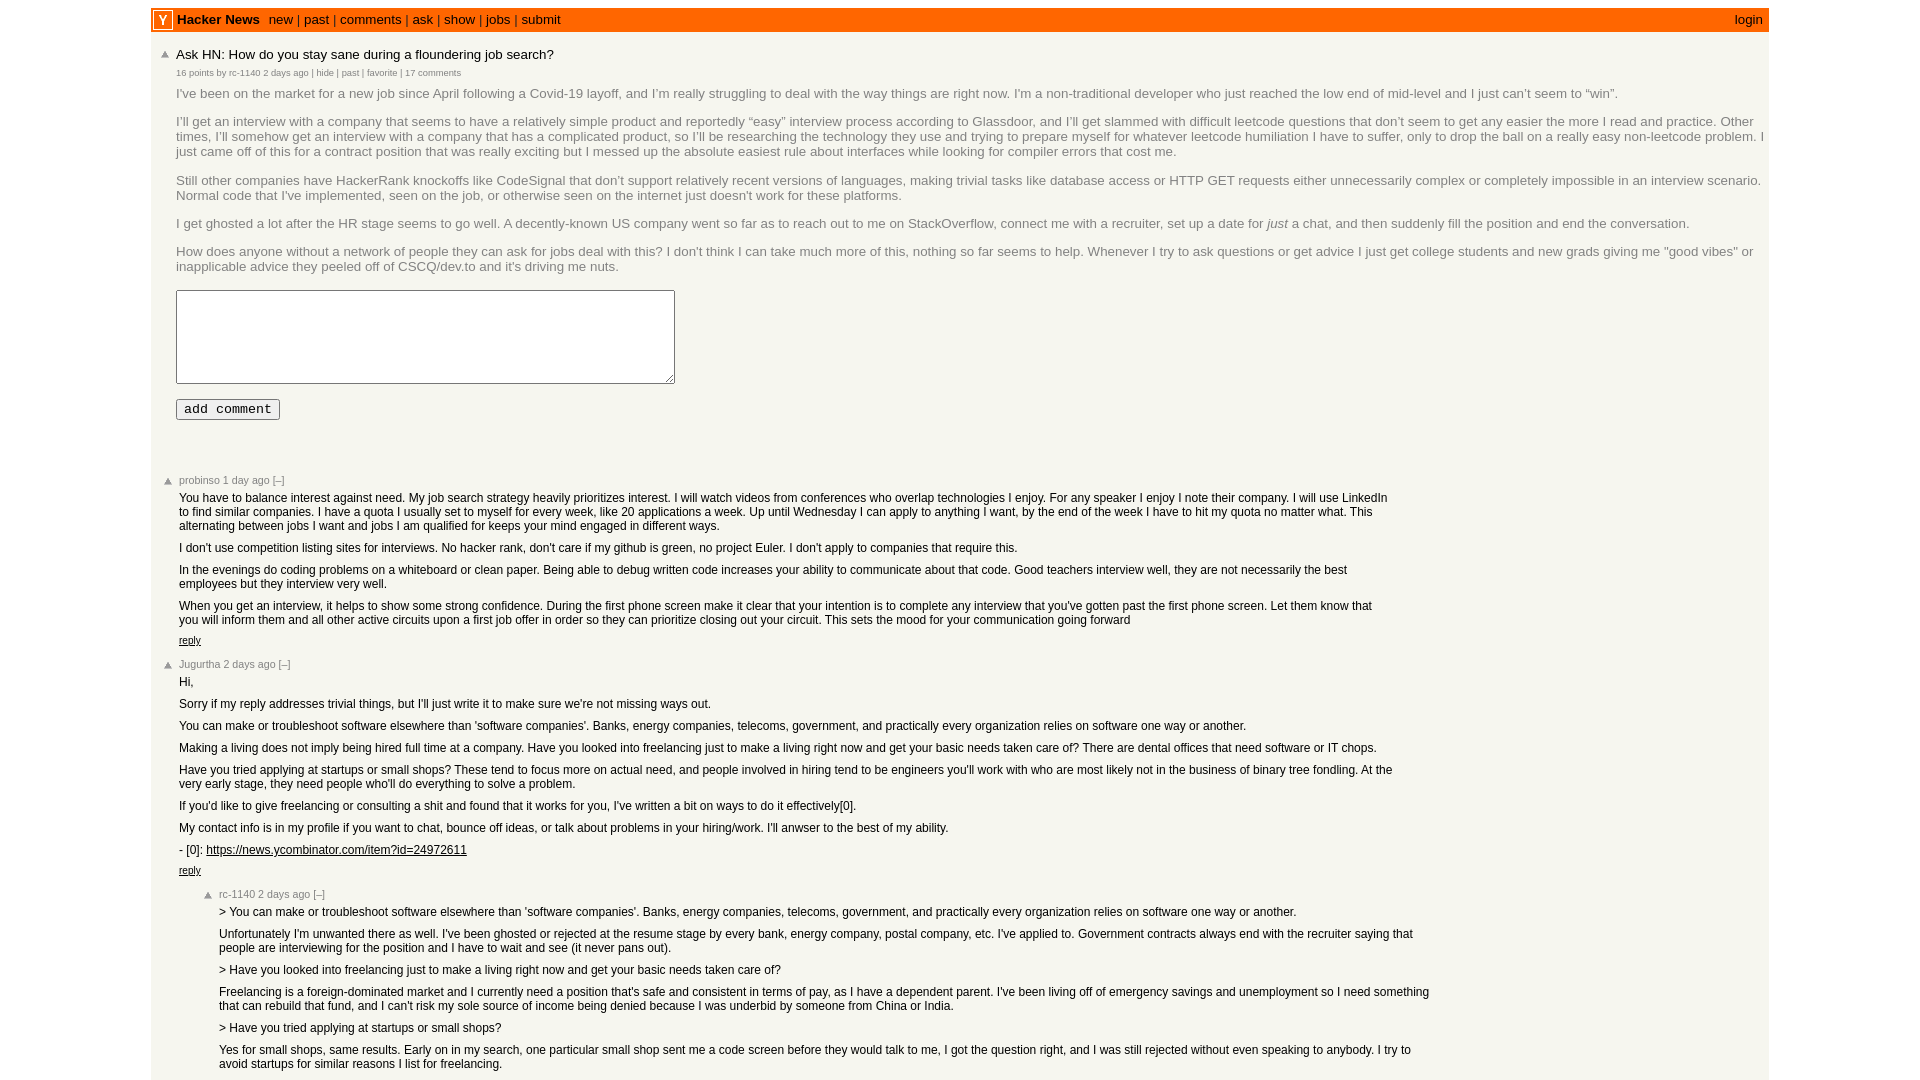 Y Hacker News new | past | comments | ask | show | jobs | submit login
Ask HN: How do you stay sane during a floundering job search?
16 points by rc-1140 2 days ago | hide | past | favorite | 17 comments
I've been on the market for a new job since April following a Covid-19 layoff, and I’m really struggling to deal with the way things are right now. I'm a non-traditional developer who just reached the low end of mid-level and I just can’t seem to “win”.
I’ll get an interview with a company that seems to have a relatively simple product and reportedly “easy” interview process according to Glassdoor, and I’ll get slammed with difficult leetcode questions that don’t seem to get any easier the more I read and practice. Other
times, I’ll somehow get an interview with a company that has a complicated product, so I’ll be researching the technology they use and trying to prepare myself for whatever leetcode humiliation I have to suffer, only to drop the ball on a really easy non-leetcode problem. I
just came off of this for a contract position that was really exciting but I messed up the absolute easiest rule about interfaces while looking for compiler errors that cost me.
Still other companies have HackerRank knockoffs like CodeSignal that don’t support relatively recent versions of languages, making trivial tasks like database access or HTTP GET requests either unnecessarily complex or completely impossible in an interview scenario.
Normal code that I've implemented, seen on the job, or otherwise seen on the internet just doesn't work for these platforms.
I get ghosted a lot after the HR stage seems to go well. A decently-known US company went so far as to reach out to me on StackOverflow, connect me with a recruiter, set up a date for just a chat, and then suddenly fill the position and end the conversation.
How does anyone without a network of people they can ask for jobs deal with this? I don't think I can take much more of this, nothing so far seems to help. Whenever I try to ask questions or get advice I just get college students and new grads giving me "good vibes" or
inapplicable advice they peeled off of CSCQ/dev.to and it's driving me nuts.
add comment
probinso 1 day ago [–]
You have to balance interest against need. My job search strategy heavily prioritizes interest. I will watch videos from conferences who overlap technologies I enjoy. For any speaker I enjoy I note their company. I will use LinkedIn
to find similar companies. I have a quota I usually set to myself for every week, like 20 applications a week. Up until Wednesday I can apply to anything I want, by the end of the week I have to hit my quota no matter what. This
alternating between jobs I want and jobs I am qualified for keeps your mind engaged in different ways.
I don't use competition listing sites for interviews. No hacker rank, don't care if my github is green, no project Euler. I don't apply to companies that require this.
In the evenings do coding problems on a whiteboard or clean paper. Being able to debug written code increases your ability to communicate about that code. Good teachers interview well, they are not necessarily the best
employees but they interview very well.
When you get an interview, it helps to show some strong confidence. During the first phone screen make it clear that your intention is to complete any interview that you've gotten past the first phone screen. Let them know that
you will inform them and all other active circuits upon a first job offer in order so they can prioritize closing out your circuit. This sets the mood for your communication going forward
reply
Jugurtha 2 days ago [–]
Hi,
Sorry if my reply addresses trivial things, but I'll just write it to make sure we're not missing ways out.
You can make or troubleshoot software elsewhere than 'software companies'. Banks, energy companies, telecoms, government, and practically every organization relies on software one way or another.
Making a living does not imply being hired full time at a company. Have you looked into freelancing just to make a living right now and get your basic needs taken care of? There are dental offices that need software or IT chops.
Have you tried applying at startups or small shops? These tend to focus more on actual need, and people involved in hiring tend to be engineers you'll work with who are most likely not in the business of binary tree fondling. At the
very early stage, they need people who'll do everything to solve a problem.
If you'd like to give freelancing or consulting a shit and found that it works for you, I've written a bit on ways to do it effectively[0].
My contact info is in my profile if you want to chat, bounce off ideas, or talk about problems in your hiring/work. I'll anwser to the best of my ability.
- [0]: https://news.ycombinator.com/item?id=24972611
reply
rc-1140 2 days ago [–]
> You can make or troubleshoot software elsewhere than 'software companies'. Banks, energy companies, telecoms, government, and practically every organization relies on software one way or another.
Unfortunately I'm unwanted there as well. I've been ghosted or rejected at the resume stage by every bank, energy company, postal company, etc. I've applied to. Government contracts always end with the recruiter saying that
people are interviewing for the position and I have to wait and see (it never pans out).
> Have you looked into freelancing just to make a living right now and get your basic needs taken care of?
Freelancing is a foreign-dominated market and I currently need a position that's safe and consistent in terms of pay, as I have a dependent parent. I've been living off of emergency savings and unemployment so I need something
that can rebuild that fund, and I can't risk my sole source of income being denied because I was underbid by someone from China or India.
> Have you tried applying at startups or small shops?
Yes for small shops, same results. Early on in my search, one particular small shop sent me a code screen before they would talk to me, I got the question right, and I was still rejected without even speaking to anybody. I try to
avoid startups for similar reasons I list for freelancing.